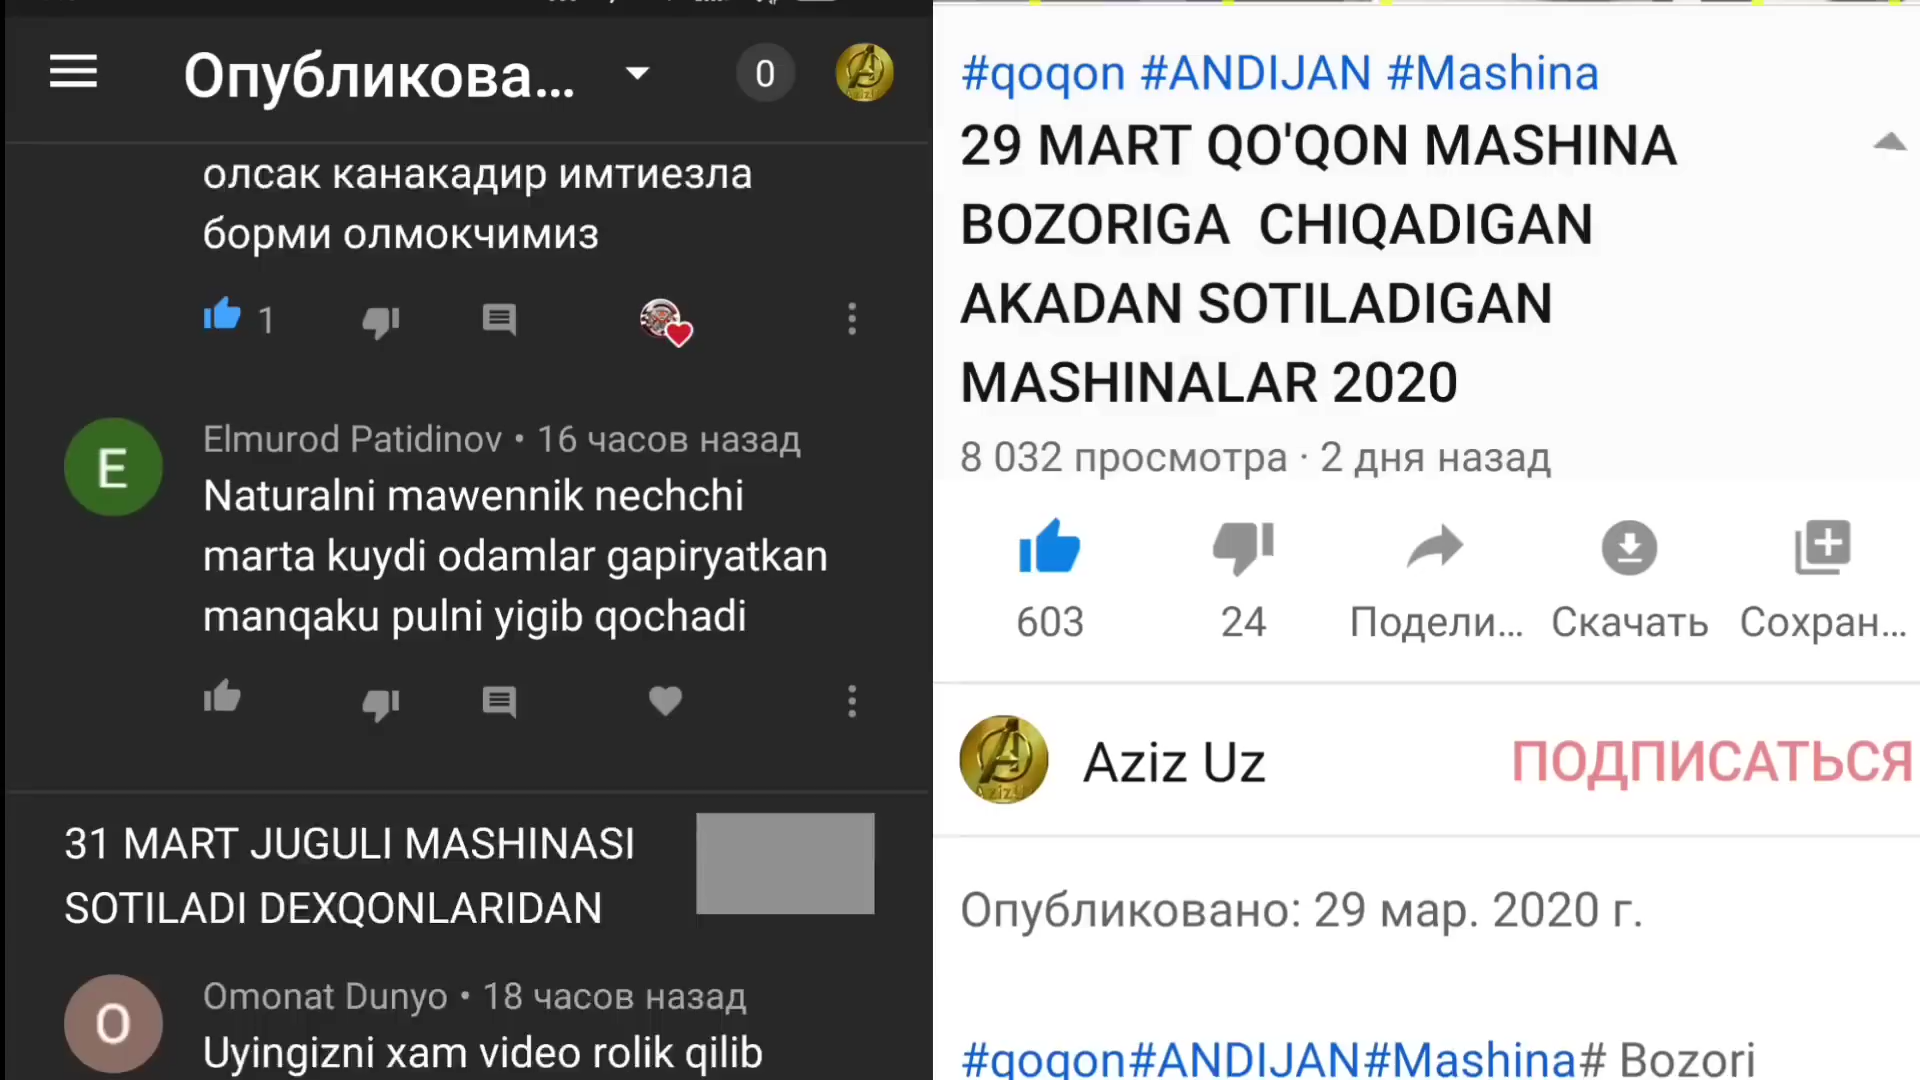 Опубликова...
0
олсак канакадир имтиезла
борми олмокчимиз
1
E
Elmurod Patidinov • 16 часов назад
Naturalni mawennik nechchi
marta kuydi odamlar gapiryatkan
manqaku pulni yigib qochadi
31 MART JUGULI MASHINASI
SOTILADI DEXQONLARIDAN
O
Omonat Dunyo • 18 часов назад
Uyingizni xam video rolik qilib
#qoqon #ANDIJAN #Mashina
29 MART QO'QON MASHINA
BOZORIGA CHIQADIGAN
AKADAN SOTILADIGAN
MASHINALAR 2020
8 032 просмотра · 2 дня назад
603
24
Подели...
Скачать
Сохран...
Aziz Uz
ПОДПИСАТЬСЯ
Опубликовано: 29 мар. 2020 г.
#qoqon#ANDIJAN#Mashina# Bozori